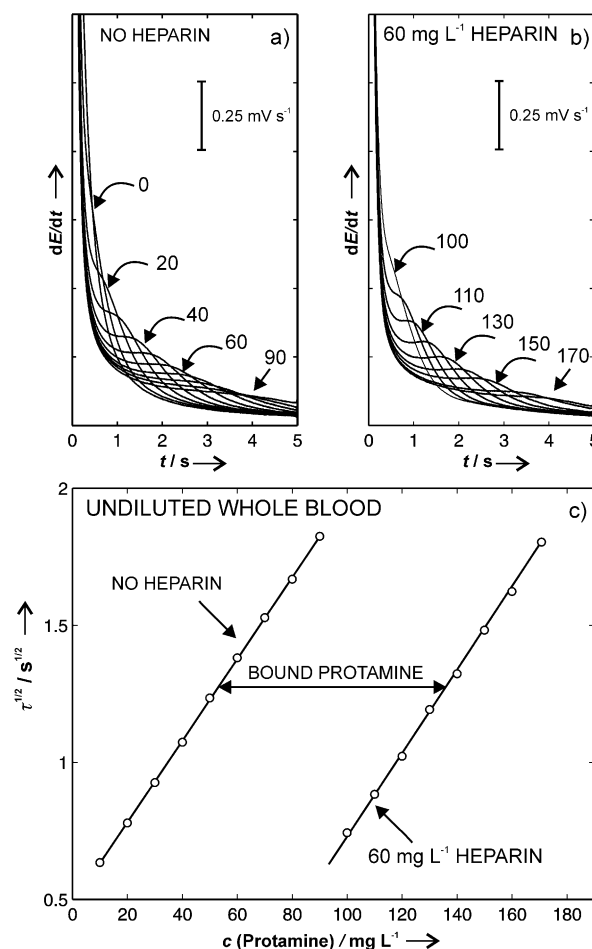 NO HEPARIN a)
0.25 mV s⁻¹
0
20
40
60
90
dE/dt
0 1 2 3 4 5
t / s
60 mg L⁻¹ HEPARIN b)
0.25 mV s⁻¹
100
110
130
150
170
dE/dt
0 1 2 3 4 5
t / s
UNDILUTED WHOLE BLOOD c)
2
1.5
1
0.5
τ¹/² / s¹/²
NO HEPARIN
BOUND PROTAMINE
60 mg L⁻¹ HEPARIN
0 20 40 60 80 100 120 140 160 180
c (Protamine) / mg L⁻¹